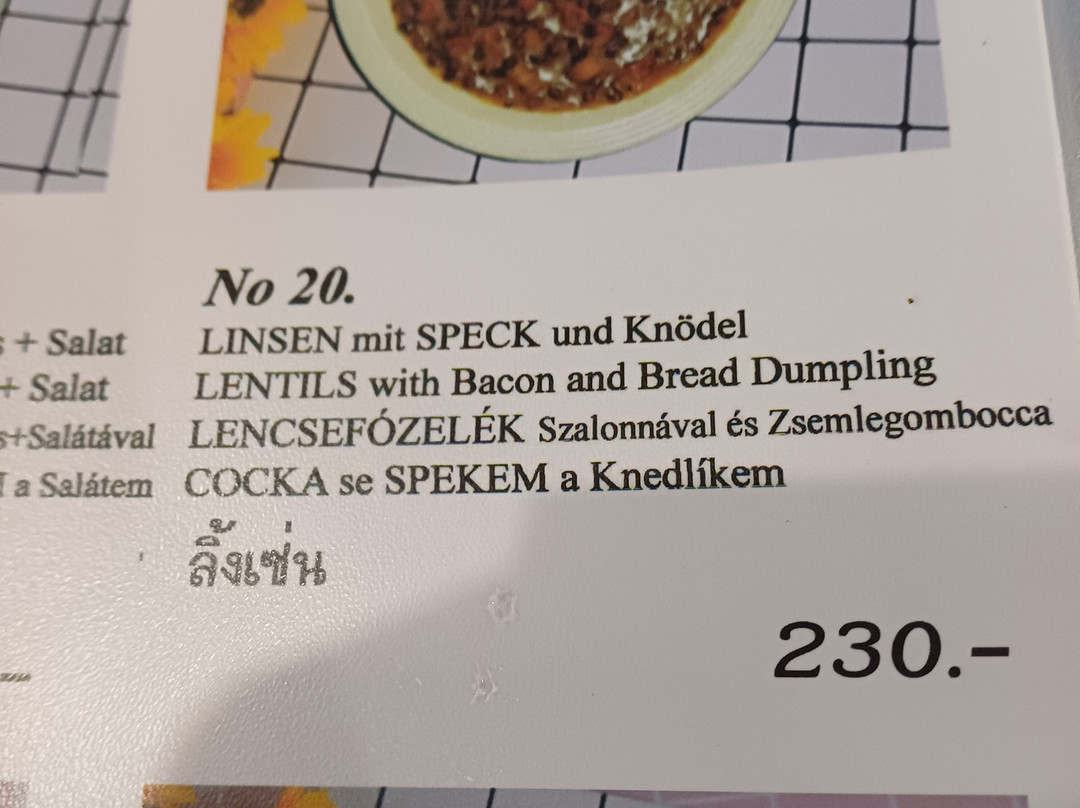 No 20.
+ Salat LINSEN mit SPECK und Knödel
+ Salat LENTILS with Bacon and Bread Dumpling
s+Salátával LENCSEFÓZELÉK Szalonnával és Zsemlegombocca
a Salátem COCKA se SPEKEM a Knedlíkem
ลิ้งเซ่น
230.-